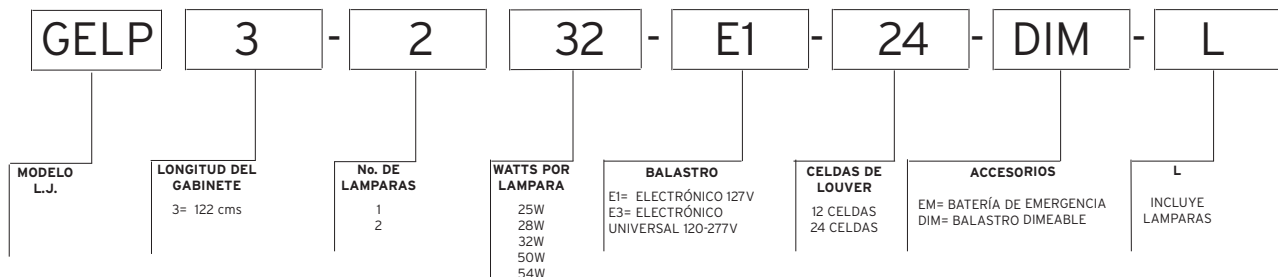 GELP 3 - 2 32 - E1 - 24 - DIM - L
MODELO
L.J.
LONGITUD DEL
GABINETE
3= 122 cms
No. DE
LAMPARAS
1
2
WATTS POR
LAMPARA
25W
28W
32W
50W
54W
BALASTRO
E1= ELECTRÓNICO 127V
E3= ELECTRÓNICO
UNIVERSAL 120-277V
CELDAS DE
LOUVER
12 CELDAS
24 CELDAS
ACCESORIOS
EM= BATERÍA DE EMERGENCIA
DIM= BALASTRO DIMEABLE
L
INCLUYE
LAMPARAS